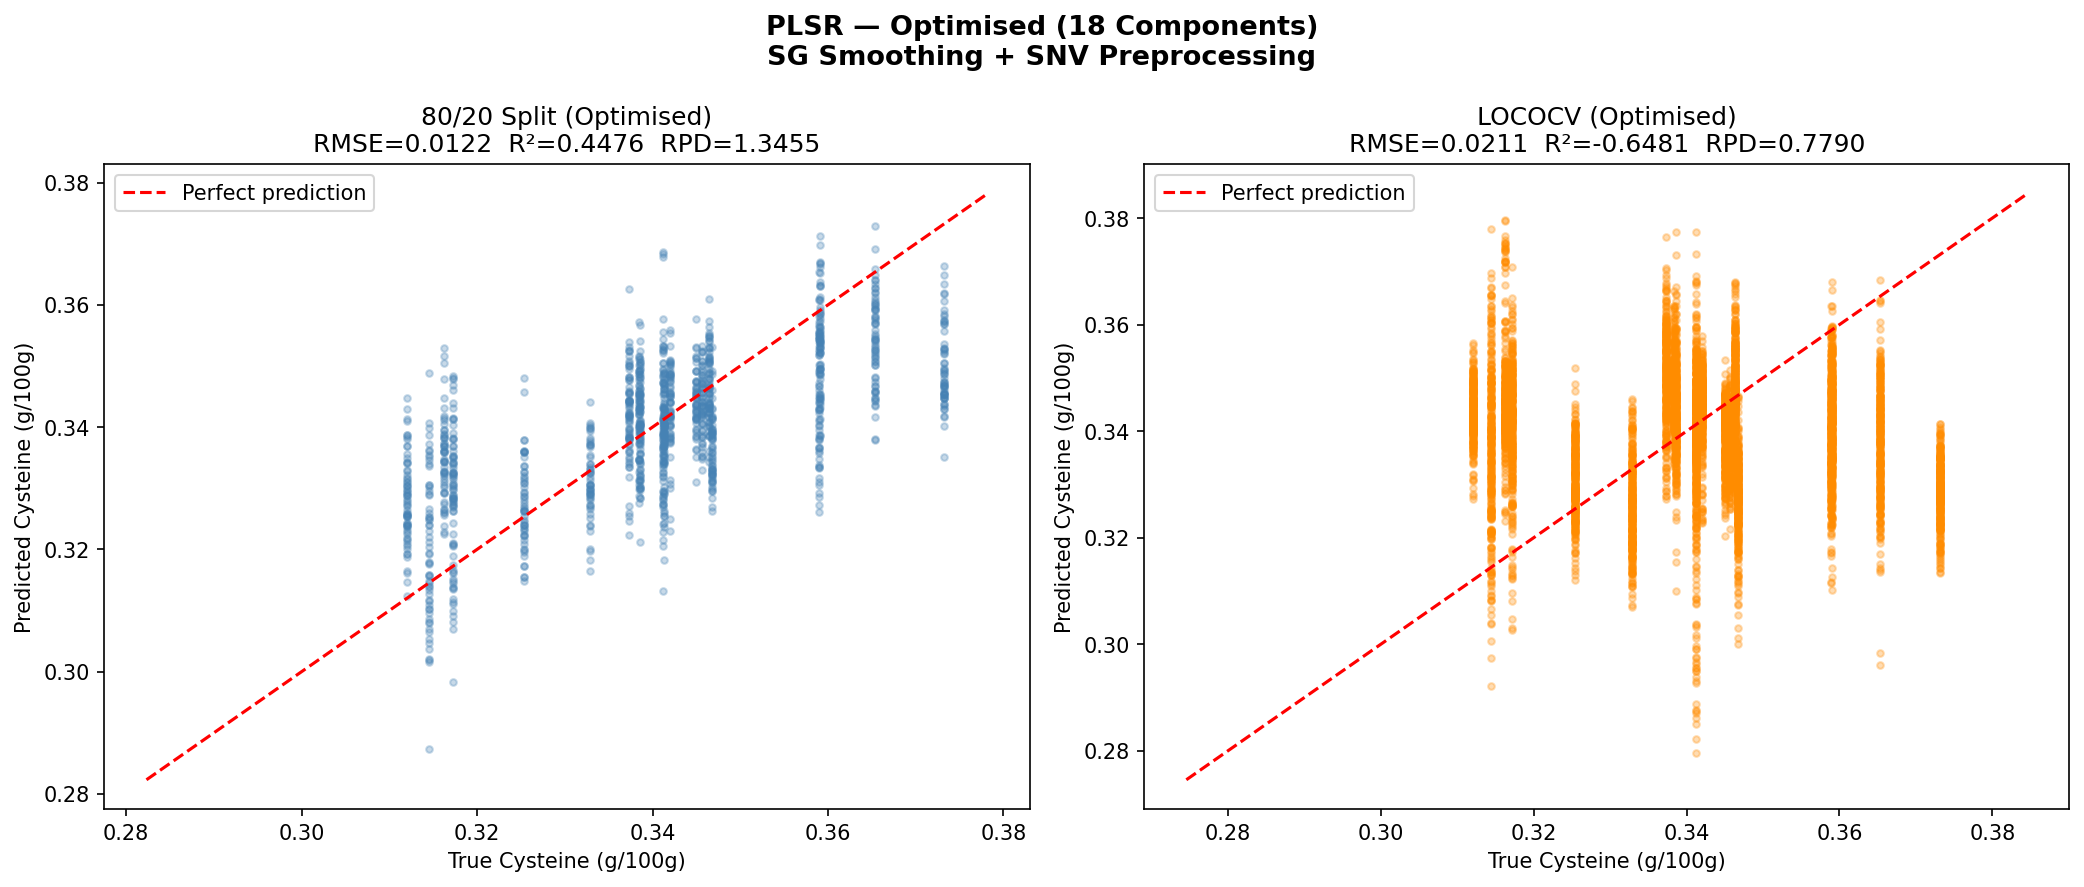 PLSR — Optimised (18 Components)
SG Smoothing + SNV Preprocessing
80/20 Split (Optimised)
RMSE=0.0122 R²=0.4476 RPD=1.3455
Perfect prediction
0.38
0.36
0.34
0.32
0.30
0.28
Predicted Cysteine (g/100g)
0.28 0.30 0.32 0.34 0.36 0.38
True Cysteine (g/100g)
LOCOCV (Optimised)
RMSE=0.0211 R²=-0.6481 RPD=0.7790
Perfect prediction
0.38
0.36
0.34
0.32
0.30
0.28
Predicted Cysteine (g/100g)
0.28 0.30 0.32 0.34 0.36 0.38
True Cysteine (g/100g)